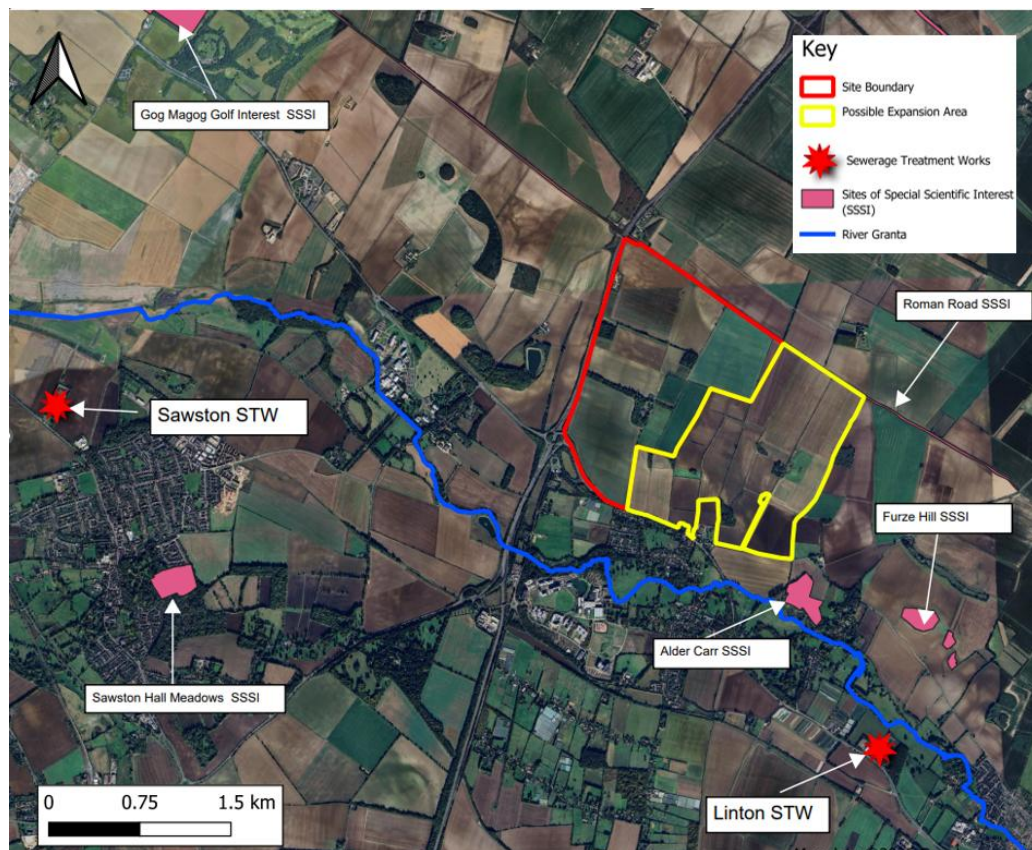 Key
Site Boundary
Possible Expansion Area
Sewerage Treatment Works
Sites of Special Scientific Interest
(SSSI)
River Granta
Gog Magog Golf Interest SSSI
Roman Road SSSI
Sawston STW
Furze Hill SSSI
Alder Carr SSSI
Sawston Hall Meadows SSSI
Linton STW
0 0.75 1.5 km